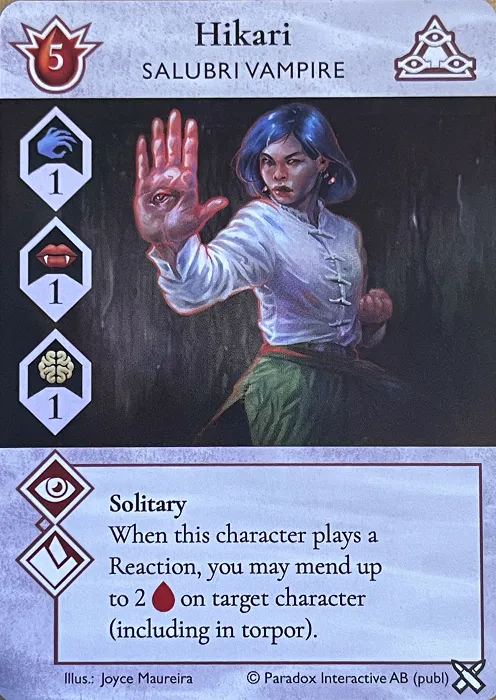 5
Hikari
SALUBRI VAMPIRE
1
1
1
Solitary
When this character plays a
Reaction, you may mend up
to 2 on target character
(including in torpor).
Illus.: Joyce Maureira © Paradox Interactive AB (publ)